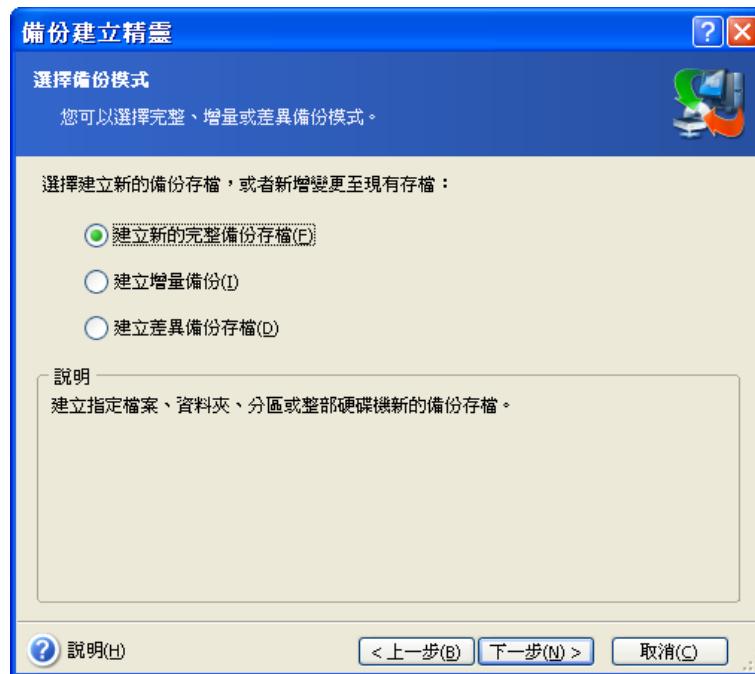 備份建立精靈
選擇備份模式
您可以選擇完整、增量或差異備份模式。
選擇建立新的備份存檔,或者新增變更至現有存檔:
建立新的完整備份存檔(F)
建立增量備份(I)
建立差異備份存檔(D)
說明
建立指定檔案、資料夾、分區或整部硬碟機新的備份存檔。
說明(H)
< 上一步(B) 下一步(N) > 取消(C)